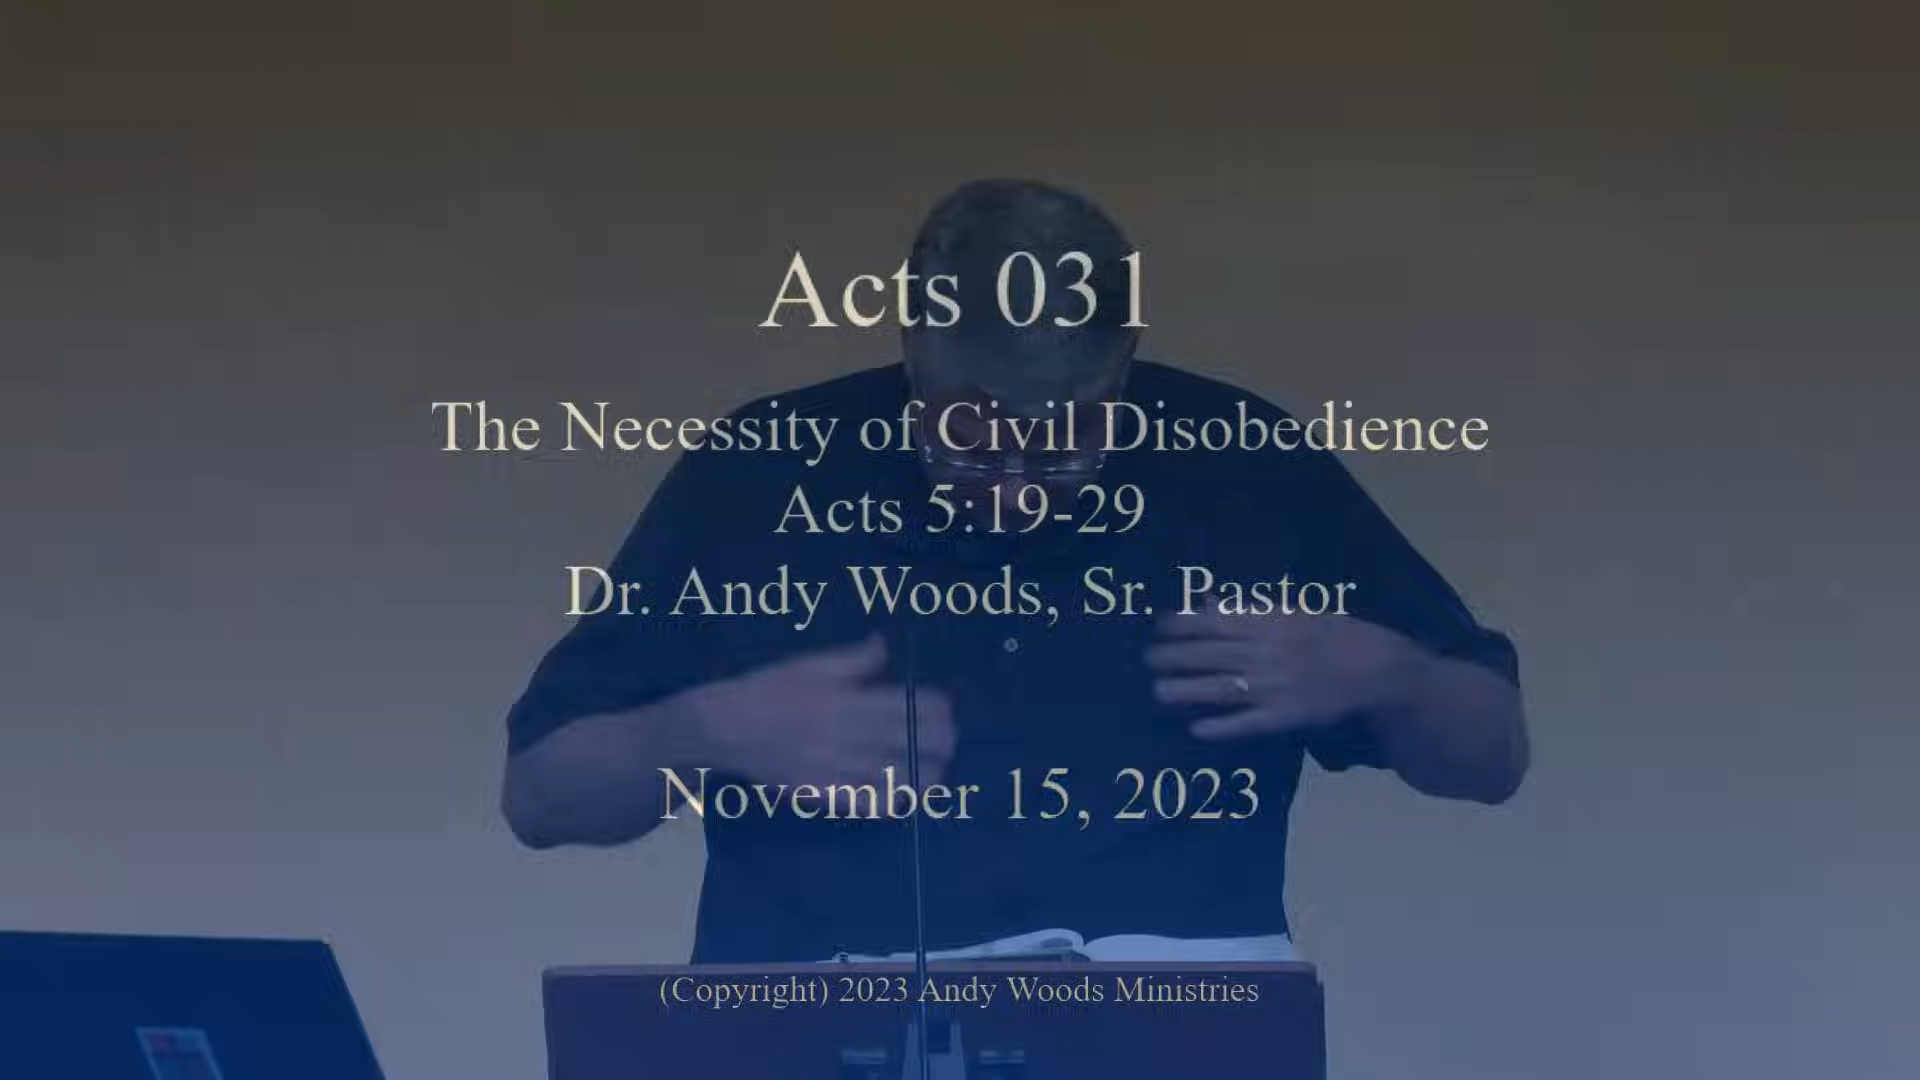 Acts 031
The Necessity of Civil Disobedience
Acts 5:19-29
Dr. Andy Woods, Sr. Pastor
November 15, 2023
(Copyright) 2023 Andy Woods Ministries